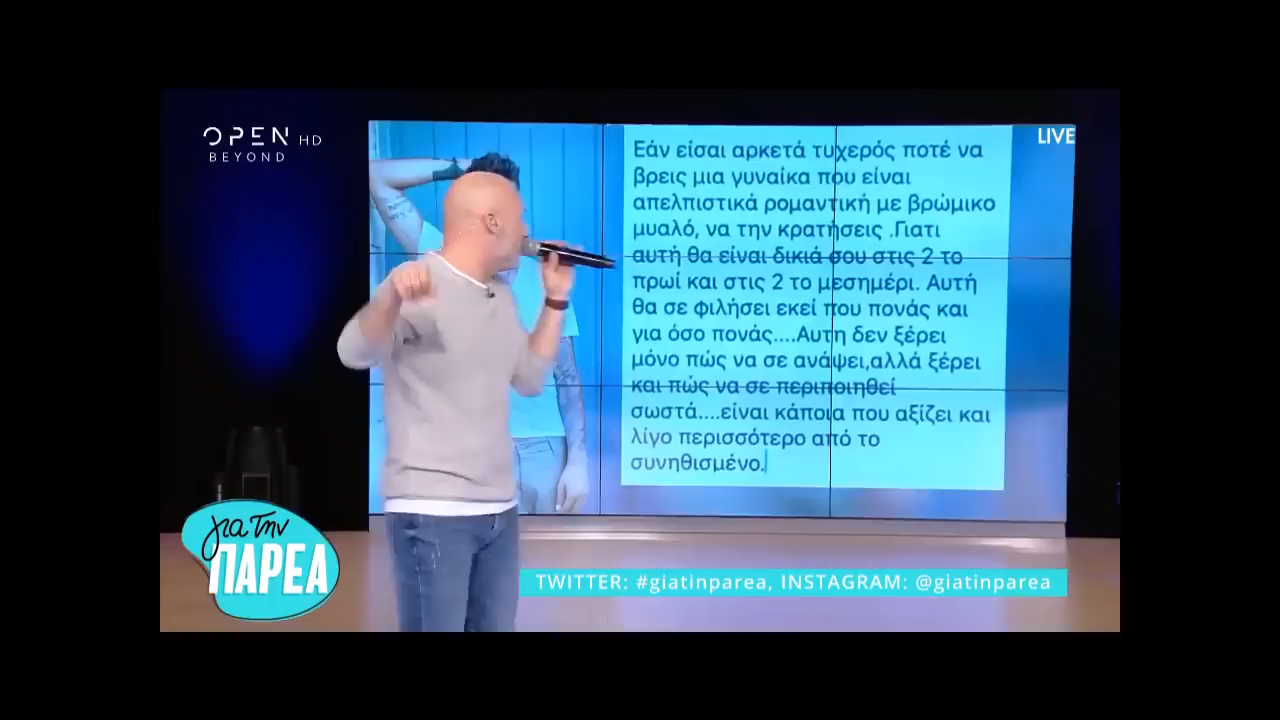 OPEN HD
BEYOND
LIVE
Εάν είσαι αρκετά τυχερός ποτέ να
βρεις μια γυναίκα που είναι
απελπιστικά ρομαντική με βρώμικο
μυαλό, να την κρατήσεις .Γιατι
αυτή θα είναι δικιά σου στις 2 το
πρωί και στις 2 το μεσημέρι. Αυτή
θα σε φιλήσει εκεί που πονάς και
για όσο πονάς....Αυτη δεν ξέρει
μόνο πώς να σε ανάψει,αλλά ξέρει
και πώς να σε περιποιηθεί
σωστά....είναι κάποια που αξίζει και
λίγο περισσότερο από το
συνηθισμένο.
για την
ΠΑΡΕΑ
TWITTER: #giatinparea, INSTAGRAM: @giatinparea